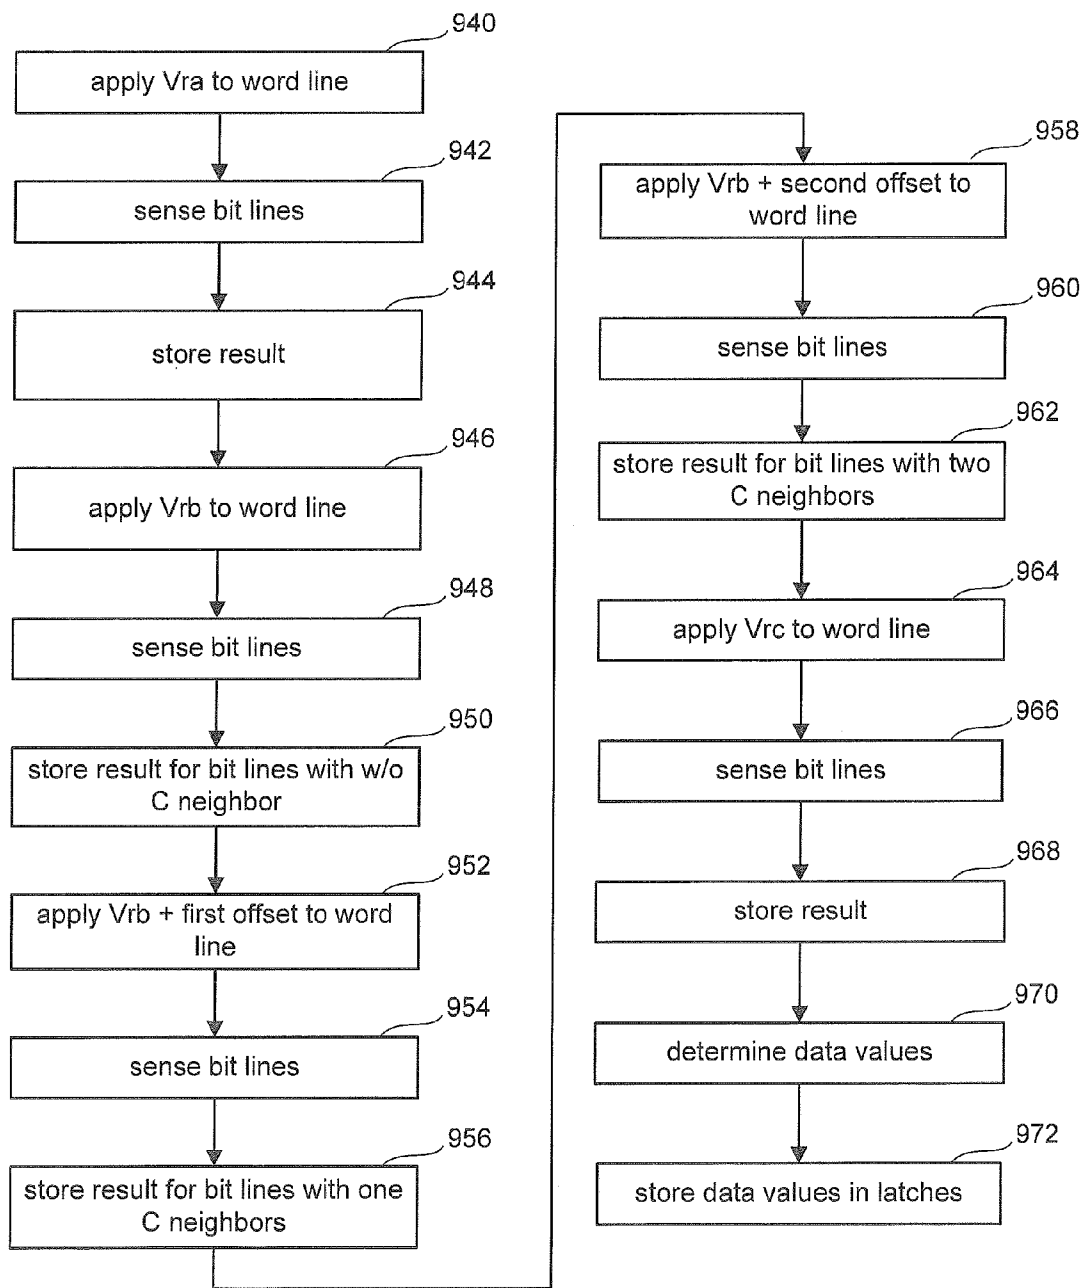 940
apply Vra to word line
942
sense bit lines
944
store result
946
apply Vrb to word line
948
sense bit lines
950
store result for bit lines with w/o
C neighbor
952
apply Vrb + first offset to word
line
954
sense bit lines
956
store result for bit lines with one
C neighbors
958
apply Vrb + second offset to
word line
960
sense bit lines
962
store result for bit lines with two
C neighbors
964
apply Vrc to word line
966
sense bit lines
968
store result
970
determine data values
972
store data values in latches